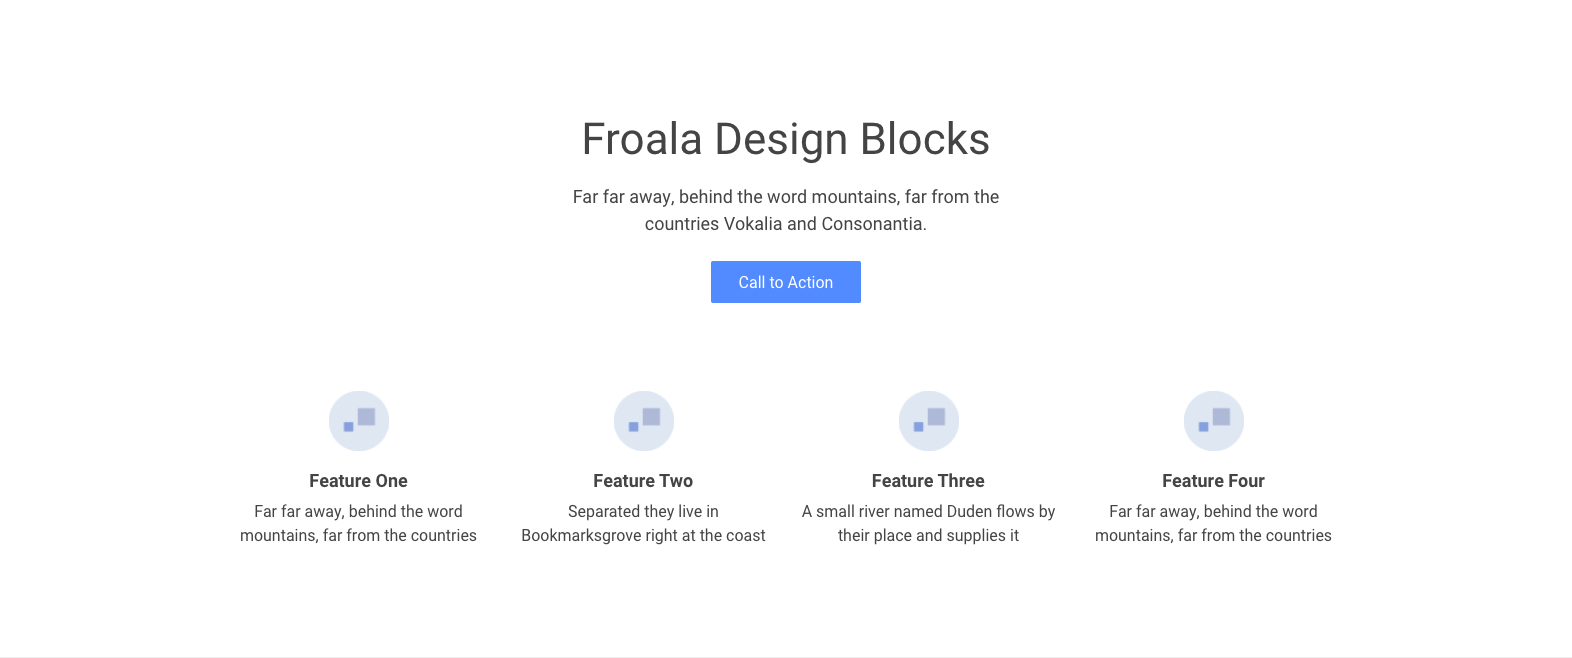 Froala Design Blocks
Far far away, behind the word mountains, far from the
countries Vokalia and Consonantia.
Call to Action
Feature One
Far far away, behind the word
mountains, far from the countries
Feature Two
Separated they live in
Bookmarksgrove right at the coast
Feature Three
A small river named Duden flows by
their place and supplies it
Feature Four
Far far away, behind the word
mountains, far from the countries